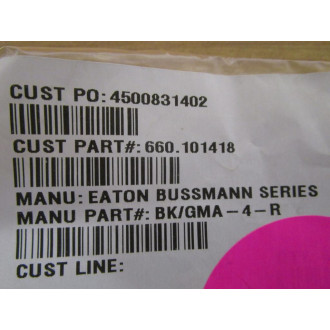 CUST PO: 4500831402
CUST PART#: 660.101418
MANU: EATON BUSSMANN SERIES
MANU PART#: BK/GMA-4-R
CUST LINE: